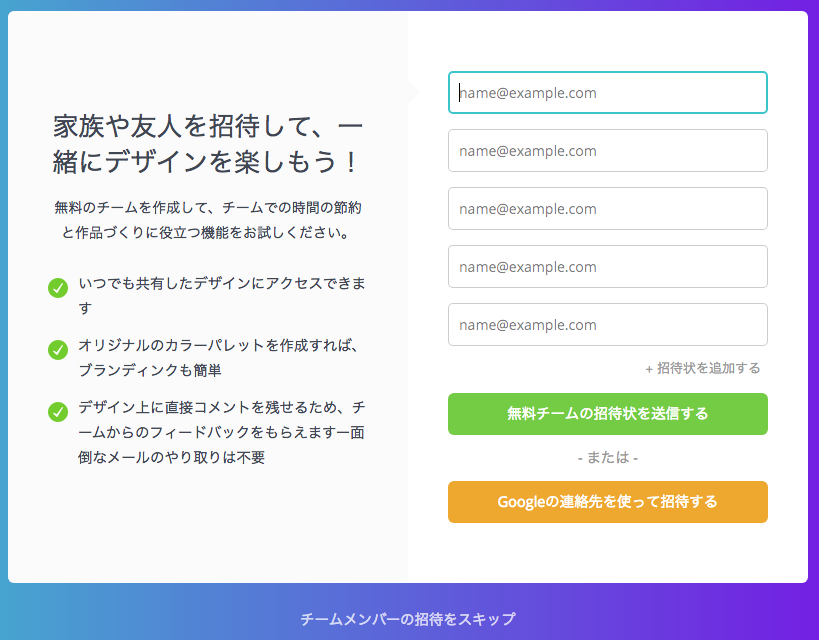 家族や友人を招待して、一
緒にデザインを楽しもう！
無料のチームを作成して、チームでの時間の節約
と作品づくりに役立つ機能をお試しください。
いつでも共有したデザインにアクセスできま
す
オリジナルのカラーパレットを作成すれば、
ブランディンクも簡単
デザイン上に直接コメントを残せるため、チ
ームからのフィードバックをもらえますー面
倒なメールのやり取りは不要
name@example.com
name@example.com
name@example.com
name@example.com
name@example.com
+ 招待状を追加する
無料チームの招待状を送信する
- または -
Googleの連絡先を使って招待する
チームメンバーの招待をスキップ